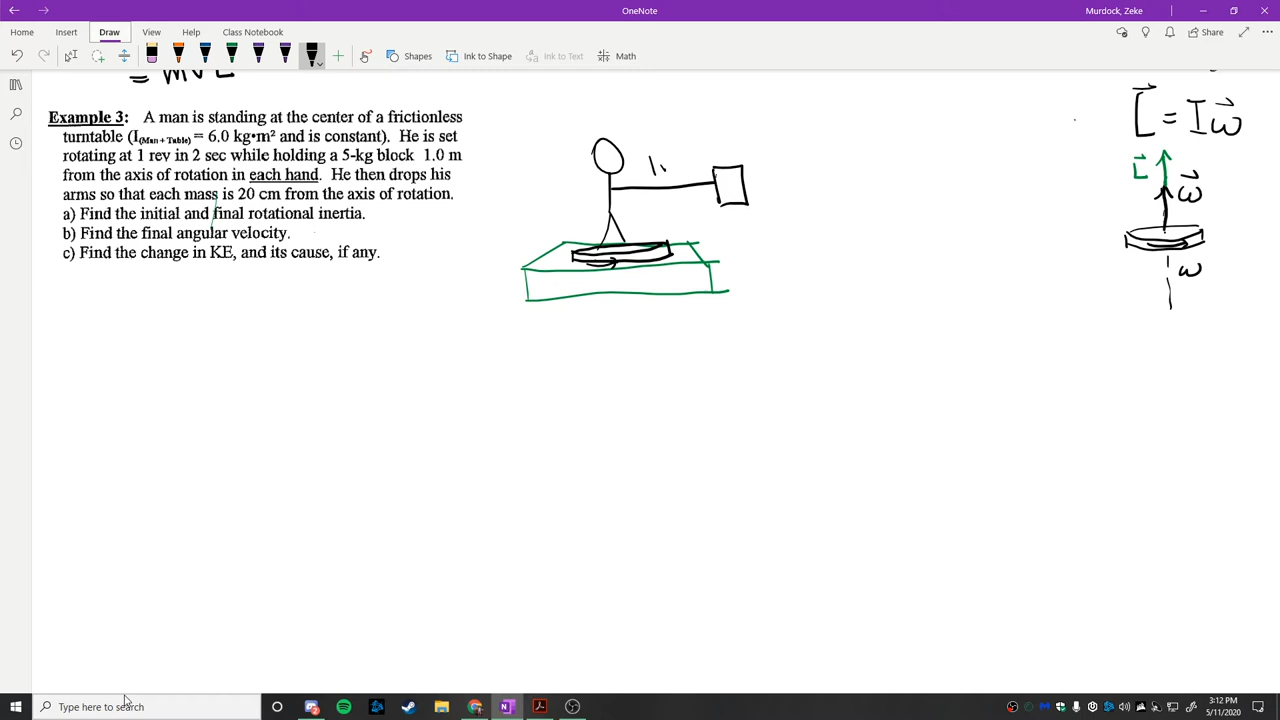 OneNote
Murdock, Zeke
Home Insert Draw View Help Class Notebook
Share
Shapes Ink to Shape Ink to Text Math
= mvL
Example 3: A man is standing at the center of a frictionless
turntable (I(Man + Table) = 6.0 kg•m² and is constant). He is set
rotating at 1 rev in 2 sec while holding a 5-kg block 1.0 m
from the axis of rotation in each hand. He then drops his
arms so that each mass is 20 cm from the axis of rotation.
a) Find the initial and final rotational inertia.
b) Find the final angular velocity.
c) Find the change in KE, and its cause, if any.
L = Iω
L
ω
ω
Type here to search
3:12 PM
5/11/2020